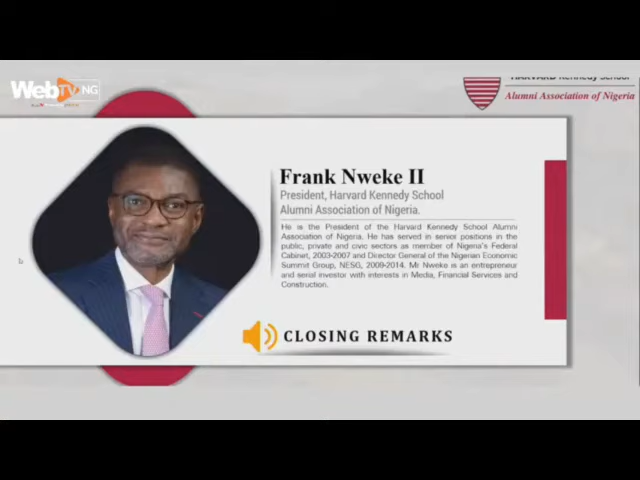 WebTV NG
HARVARD Kennedy School
Alumni Association of Nigeria
Frank Nweke II
President, Harvard Kennedy School
Alumni Association of Nigeria.
He is the President of the Harvard Kennedy School Alumni
Association of Nigeria. He has served in senior positions in the
public, private and civic sectors as member of Nigeria's Federal
Cabinet, 2003-2007 and Director General of the Nigerian Economic
Summit Group, NESG, 2009-2014. Mr Nweke is an entrepreneur
and serial investor with interests in Media, Financial Services and
Construction.
CLOSING REMARKS